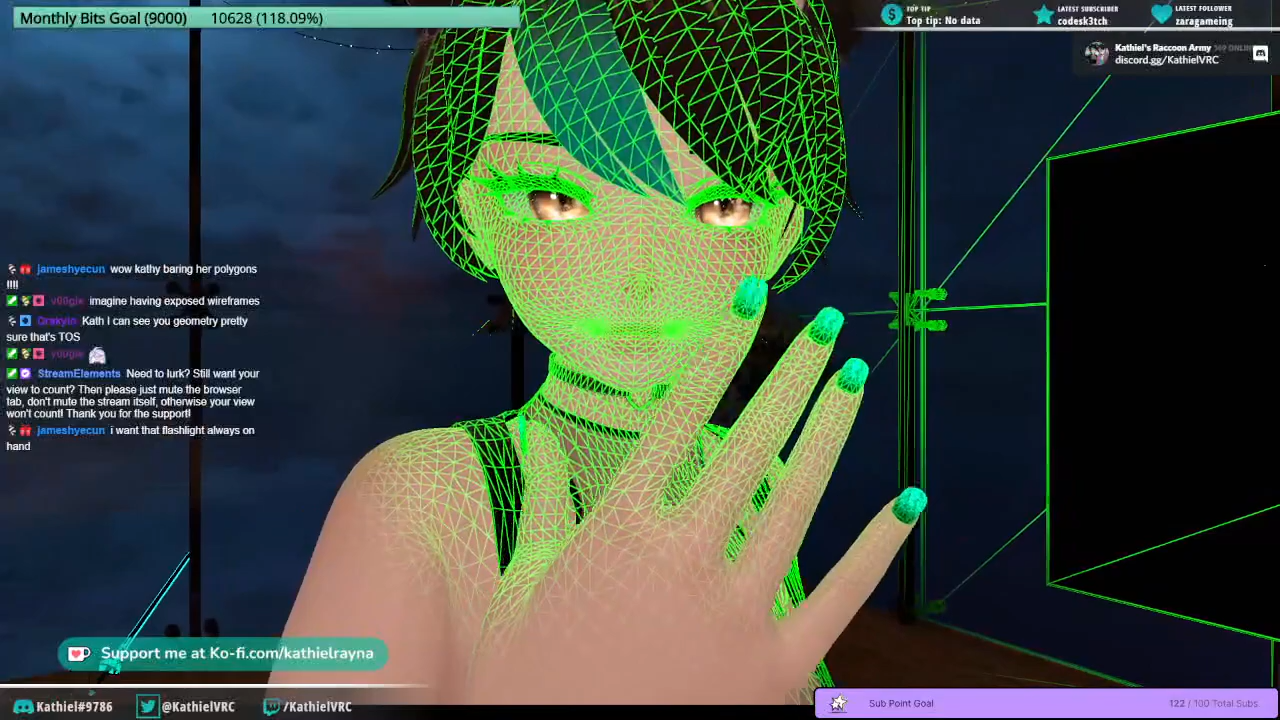 Monthly Bits Goal (9000) 10628 (118.09%)
TOP TIP
Top tip: No data
LATEST SUBSCRIBER
codesk3tch
LATEST FOLLOWER
zaragameing
Kathiel's Raccoon Army 369 ONLINE
discord.gg/KathielVRC
jameshyecun wow kathy baring her polygons
!!!!
v00gie imagine having exposed wireframes
Drakyln Kath I can see you geometry pretty
sure that's TOS
v00gie
StreamElements Need to lurk? Still want your
view to count? Then please just mute the browser
tab, don't mute the stream itself, otherwise your view
won't count! Thank you for the support!
jameshyecun i want that flashlight always on
hand
Support me at Ko-fi.com/kathielrayna
Kathiel#9786 @KathielVRC /KathielVRC
Sub Point Goal 122 / 100 Total Subs